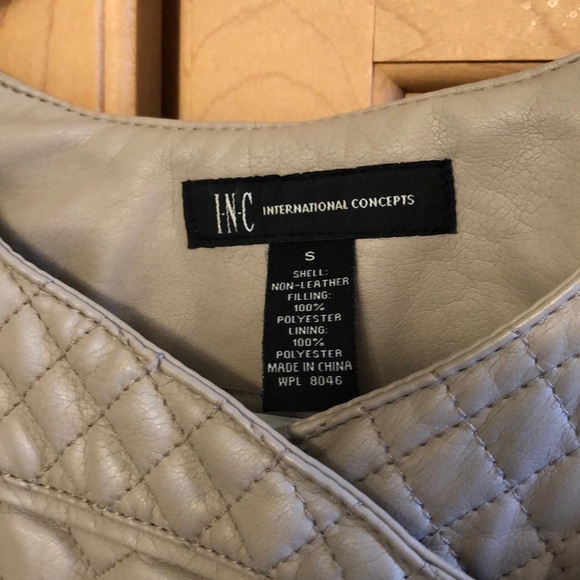 I·N·C INTERNATIONAL CONCEPTS
S
SHELL:
NON-LEATHER
FILLING:
100%
POLYESTER
LINING:
100%
POLYESTER
MADE IN CHINA
WPL 8046